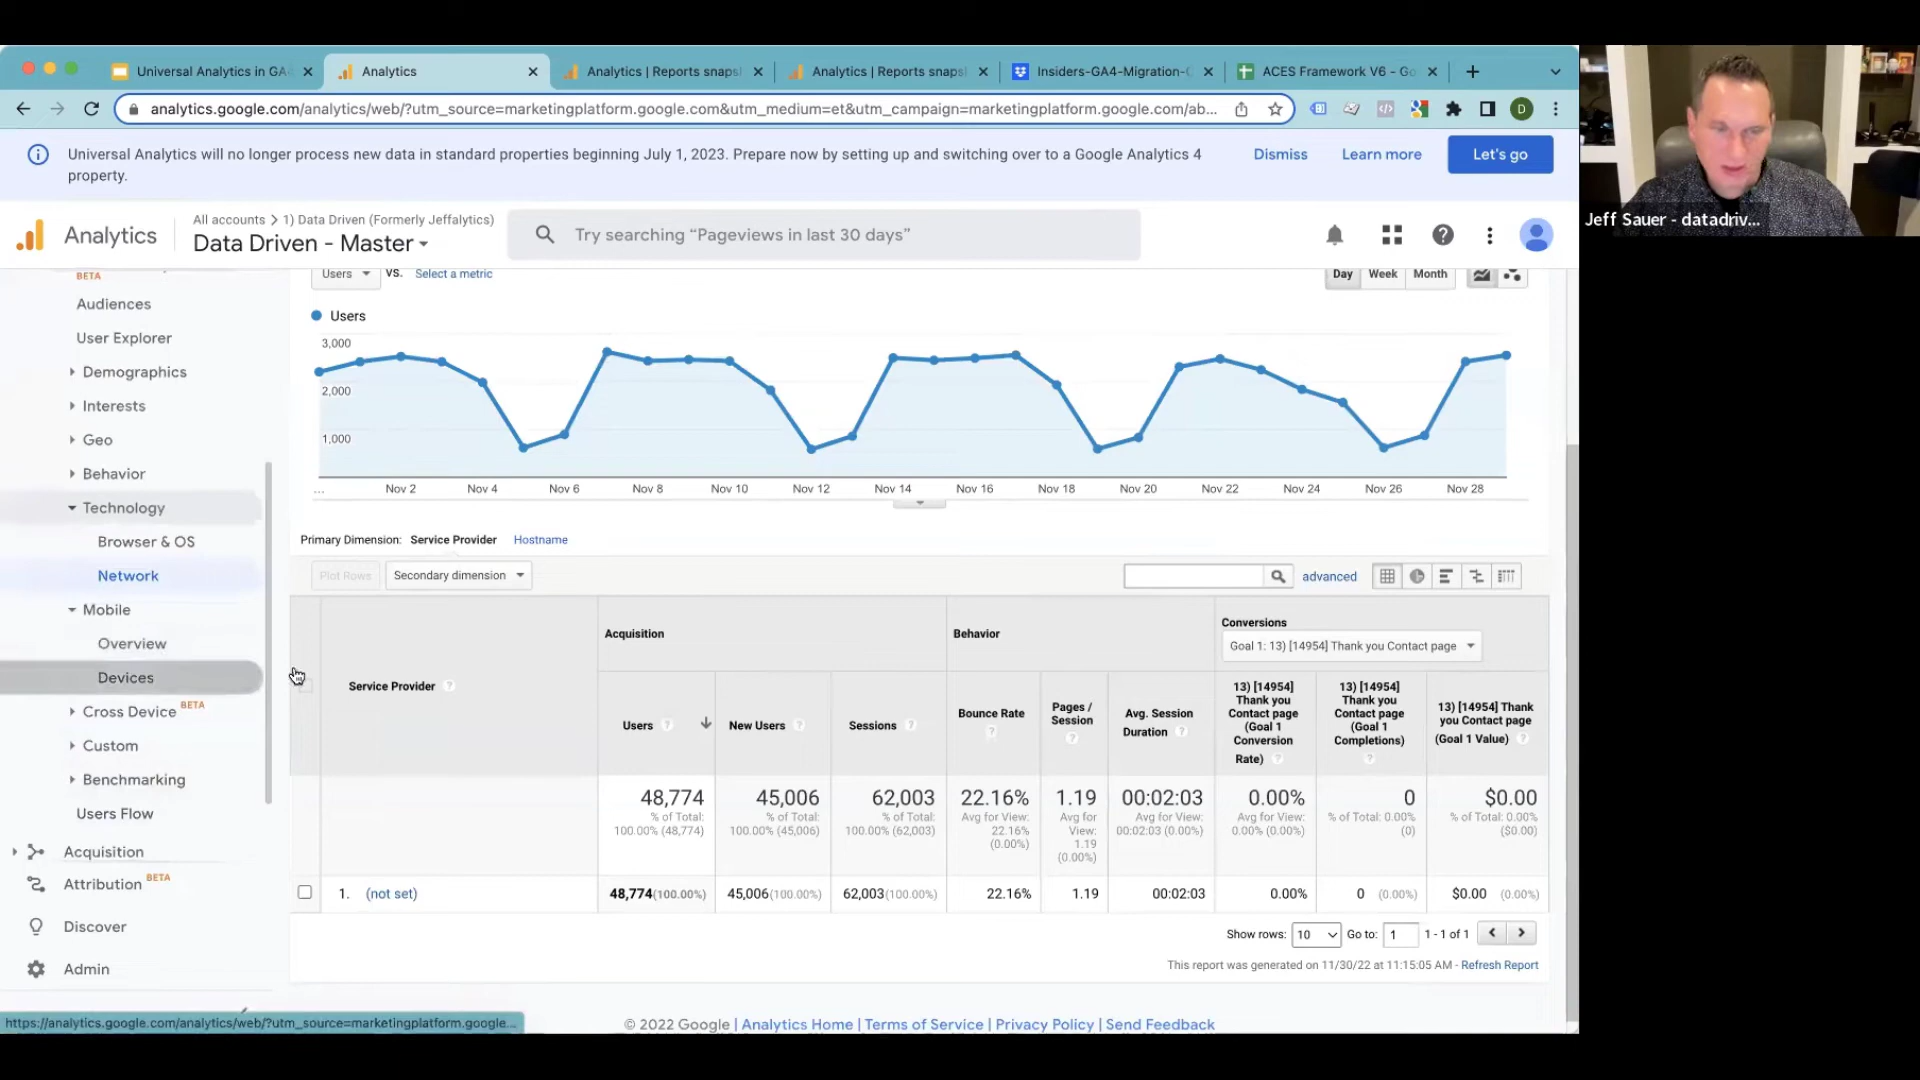 Universal Analytics in GA
Analytics
Analytics | Reports snaps
Analytics | Reports snaps
Insiders-GA4-Migration-
ACES Framework V6 - Go
analytics.google.com/analytics/web/?utm_source=marketingplatform.google.com&utm_medium=et&utm_campaign=marketingplatform.google.com/ab...
D
Universal Analytics will no longer process new data in standard properties beginning July 1, 2023. Prepare now by setting up and switching over to a Google Analytics 4
property.
Dismiss
Learn more
Let's go
Jeff Sauer - datadriv...
Analytics
All accounts > 1) Data Driven (Formerly Jeffalytics)
Data Driven - Master
Try searching “Pageviews in last 30 days”
BETA
Audiences
User Explorer
Demographics
Interests
Geo
Behavior
Technology
Browser & OS
Network
Mobile
Overview
Devices
Cross Device BETA
Custom
Benchmarking
Users Flow
Acquisition
Attribution BETA
Discover
Admin
https://analytics.google.com/analytics/web/?utm_source=marketingplatform.google...
Users VS. Select a metric
Day Week Month
Users
3,000
2,000
1,000
... Nov 2 Nov 4 Nov 6 Nov 8 Nov 10 Nov 12 Nov 14 Nov 16 Nov 18 Nov 20 Nov 22 Nov 24 Nov 26 Nov 28
Primary Dimension: Service Provider Hostname
Plot Rows Secondary dimension
advanced
Acquisition
Behavior
Conversions
Goal 1: 13) [14954] Thank you Contact page
Service Provider ?
Users ?
New Users ?
Sessions ?
Bounce Rate
?
Pages /
Session
?
Avg. Session
Duration ?
13) [14954]
Thank you
Contact page
(Goal 1
Conversion
Rate) ?
13) [14954]
Thank you
Contact page
(Goal 1
Completions)
?
13) [14954] Thank
you Contact page
(Goal 1 Value) ?
48,774
% of Total:
100.00% (48,774)
45,006
% of Total:
100.00% (45,006)
62,003
% of Total:
100.00% (62,003)
22.16%
Avg for View:
22.16%
(0.00%)
1.19
Avg for
View:
1.19
(0.00%)
00:02:03
Avg for View:
00:02:03 (0.00%)
0.00%
Avg for View:
0.00% (0.00%)
0
% of Total: 0.00%
(0)
$0.00
% of Total: 0.00%
($0.00)
1. (not set) 48,774(100.00%) 45,006(100.00%) 62,003(100.00%) 22.16% 1.19 00:02:03 0.00% 0 (0.00%) $0.00 (0.00%)
Show rows: 10 Go to: 1 1 - 1 of 1
This report was generated on 11/30/22 at 11:15:05 AM - Refresh Report
© 2022 Google | Analytics Home | Terms of Service | Privacy Policy | Send Feedback